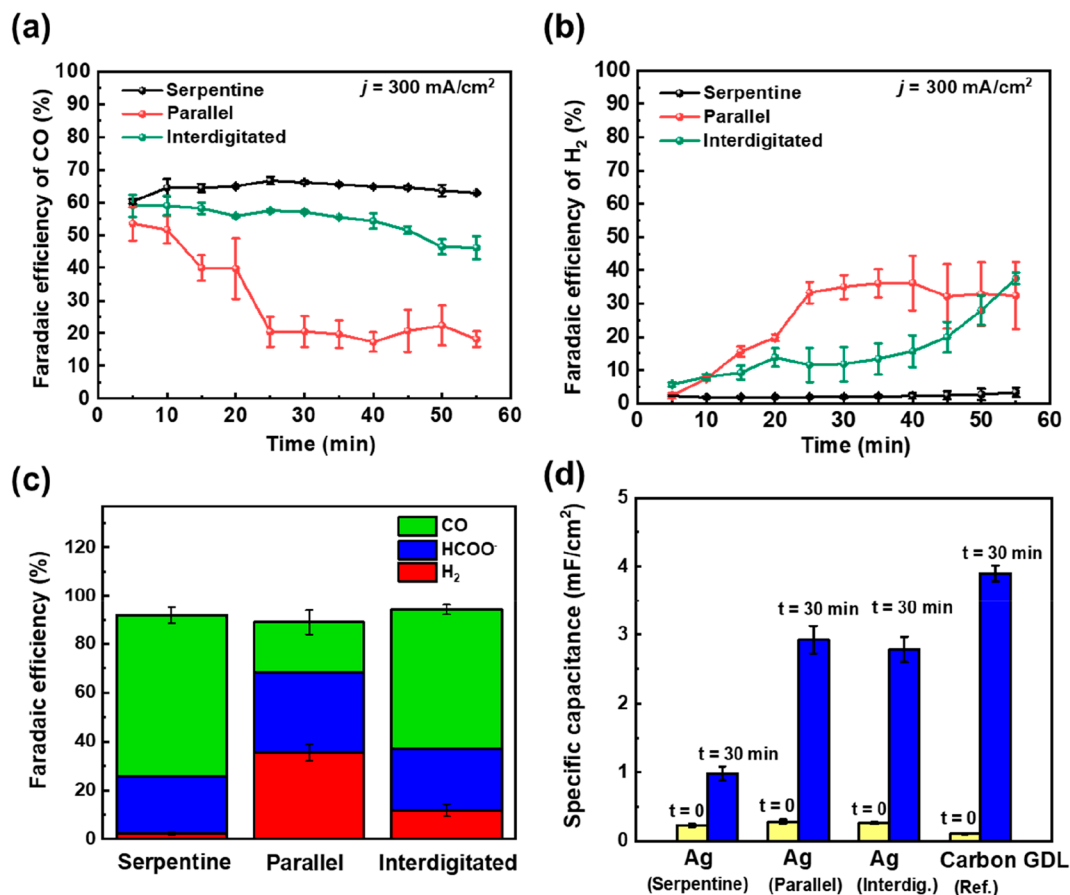 (a)
100
90
80
70
60
50
40
30
20
10
0
Faradaic efficiency of CO (%)
Serpentine
Parallel
Interdigitated
j = 300 mA/cm²
0 10 20 30 40 50 60
Time (min)
(b)
100
90
80
70
60
50
40
30
20
10
0
Faradaic efficiency of H₂ (%)
Serpentine
Parallel
Interdigitated
j = 300 mA/cm²
0 10 20 30 40 50 60
Time (min)
(c)
120
100
80
60
40
20
0
Faradaic efficiency (%)
CO
HCOO⁻
H₂
Serpentine Parallel Interdigitated
(d)
5
4
3
2
1
0
Specific capacitance (mF/cm²)
t = 0
t = 30 min
t = 0
t = 30 min
t = 0
t = 30 min
t = 0
t = 30 min
Ag Ag Ag Carbon GDL
(Serpentine) (Parallel) (Interdig.) (Ref.)